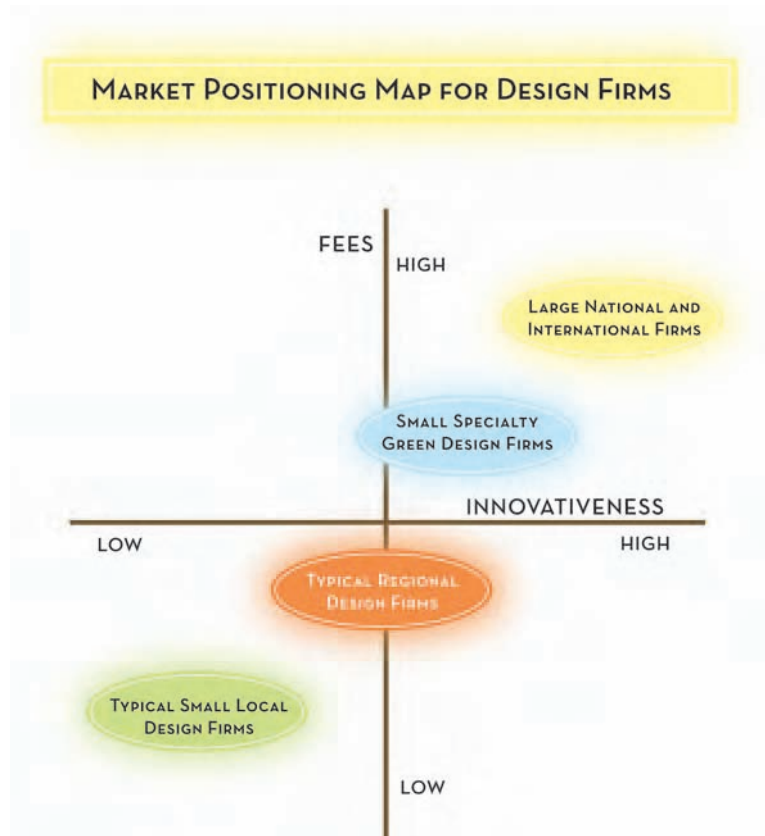 MARKET POSITIONING MAP FOR DESIGN FIRMS
FEES
HIGH
LARGE NATIONAL AND
INTERNATIONAL FIRMS
SMALL SPECIALTY
GREEN DESIGN FIRMS
INNOVATIVENESS
LOW
HIGH
TYPICAL REGIONAL
DESIGN FIRMS
TYPICAL SMALL LOCAL
DESIGN FIRMS
LOW